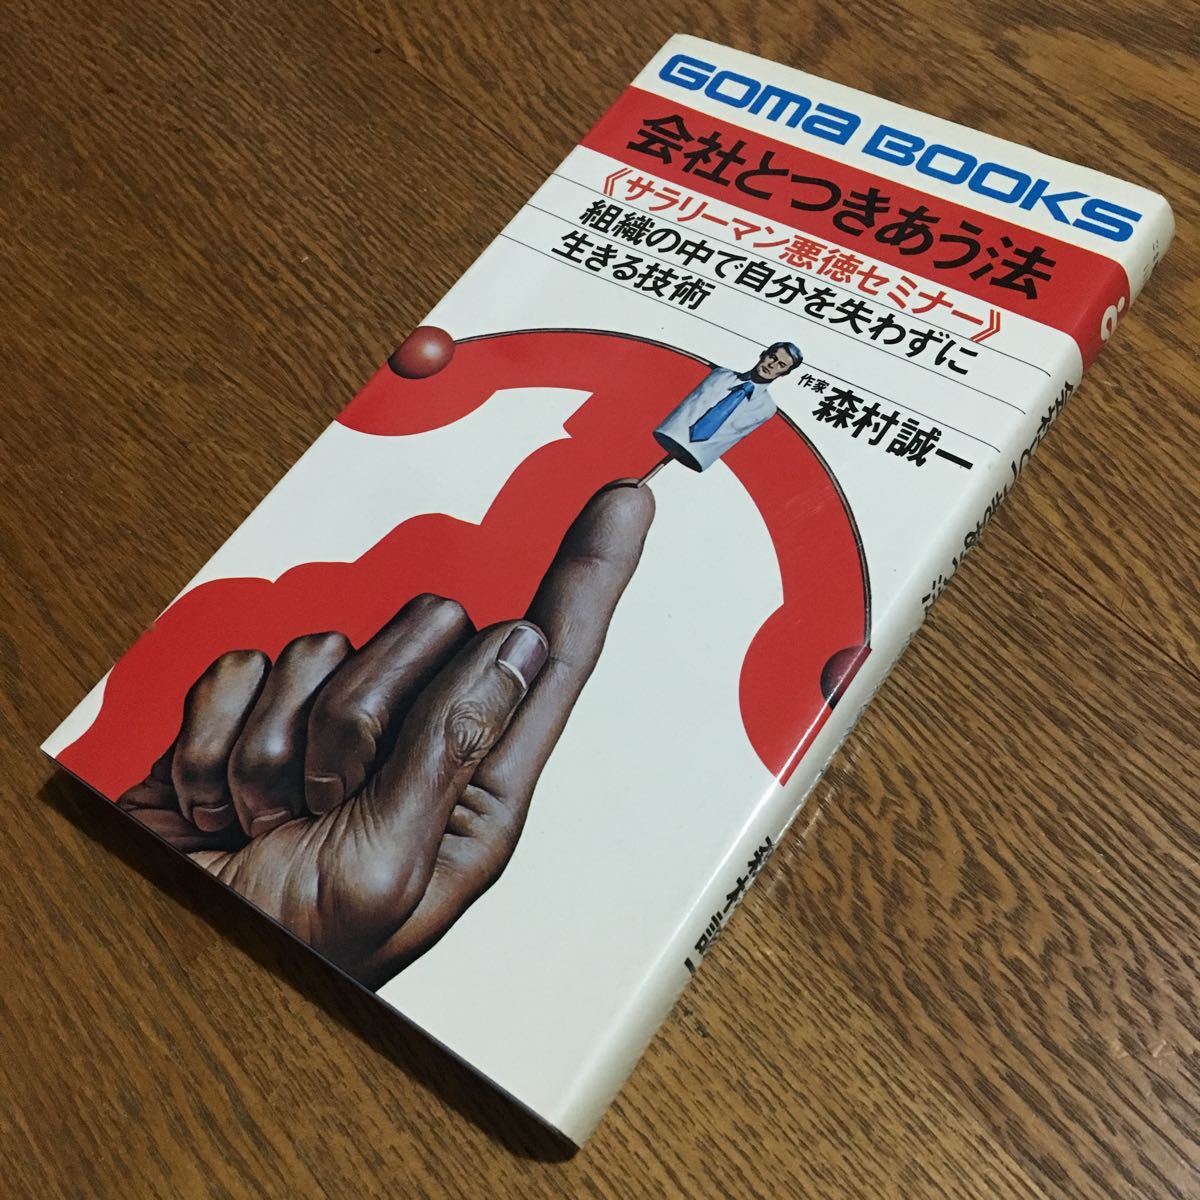 GOMA BOOKS
会社とつきあう法
《サラリーマン悪徳セミナー》
組織の中で自分を失わずに
生きる技術
作家 森村誠一